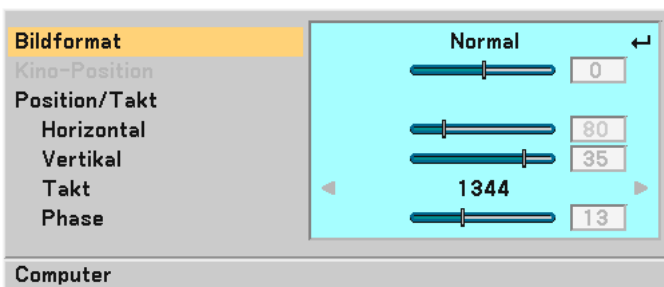 Bildformat Normal
Kino-Position 0
Position/Takt
Horizontal 80
Vertikal 35
Takt 1344
Phase 13
Computer